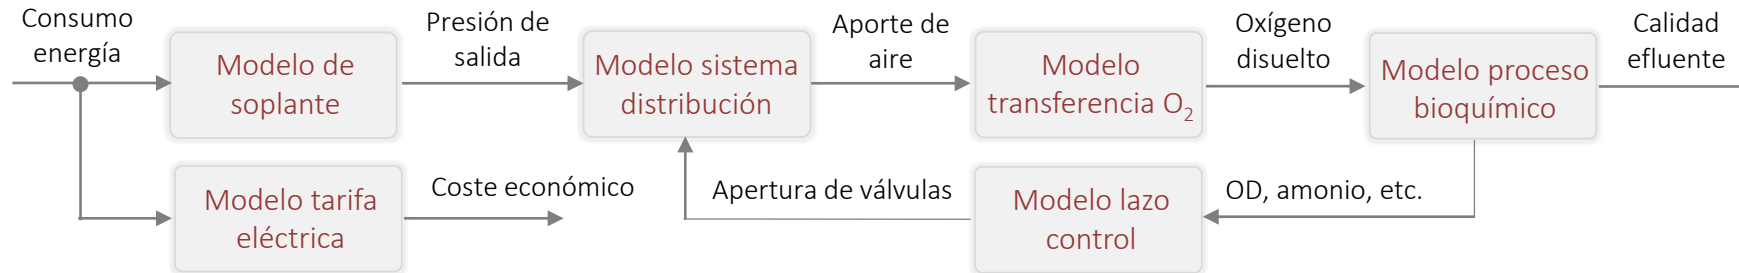 Consumo
energía
Modelo de
soplante
Presión de
salida
Modelo sistema
distribución
Aporte de
aire
Modelo
transferencia O₂
Oxígeno
disuelto
Modelo proceso
bioquímico
Calidad
efluente
Modelo tarifa
eléctrica
Coste económico
Apertura de válvulas
Modelo lazo
control
OD, amonio, etc.